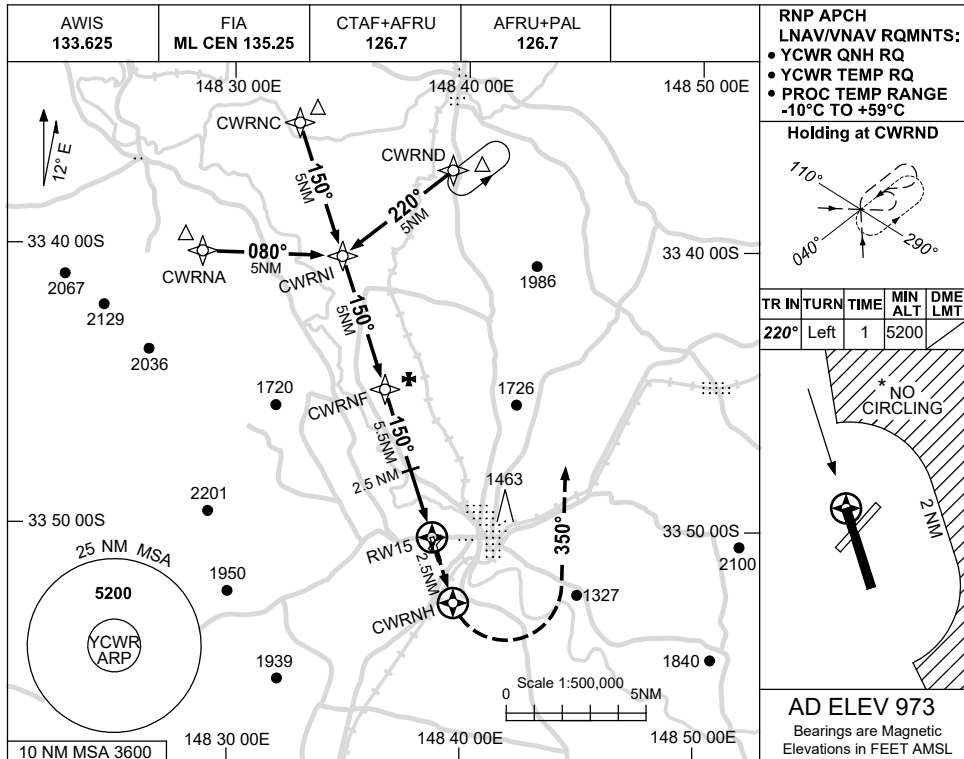 AWIS
133.625
FIA
ML CEN 135.25
CTAF+AFRU
126.7
AFRU+PAL
126.7
RNP APCH
LNAV/VNAV RQMNTS:
• YCWR QNH RQ
• YCWR TEMP RQ
• PROC TEMP RANGE
-10°C TO +59°C
148 30 00E
148 40 00E
148 50 00E
12° E
CWRNC
CWRND
150°
5NM
220°
5NM
33 40 00S
33 40 00S
080°
5NM
CWRNA
CWRNI
2067
2129
2036
1986
150°
5NM
1720
CWRNF
1726
150°
5.5NM
2.5 NM
2201
1463
33 50 00S
33 50 00S
350°
RW15
2.5NM
2100
25 NM MSA
5200
YCWR
ARP
1950
CWRNH
1327
1939
1840
Scale 1:500,000
0
5NM
10 NM MSA 3600
148 30 00E
148 40 00E
148 50 00E
Holding at CWRND
110°
040°
290°
TR IN TURN TIME MIN ALT DME LMT
220° Left 1 5200
* NO
CIRCLING
2 NM
AD ELEV 973
Bearings are Magnetic
Elevations in FEET AMSL